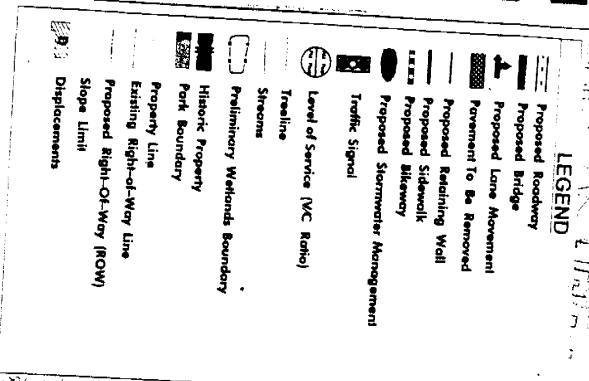 LEGEND
Proposed Roadway
Proposed Bridge
Proposed Lane Movement
Pavement To Be Removed
Proposed Retaining Wall
Proposed Sidewalk
Proposed Bikeway
Proposed Stormwater Management
Traffic Signal
Level of Service (V/C Ratio)
Treeline
Streams
Preliminary Wetlands Boundary
Historic Property
Park Boundary
Property Line
Existing Right-of-Way Line
Proposed Right-Of-Way (ROW)
Slope Limit
Displacements